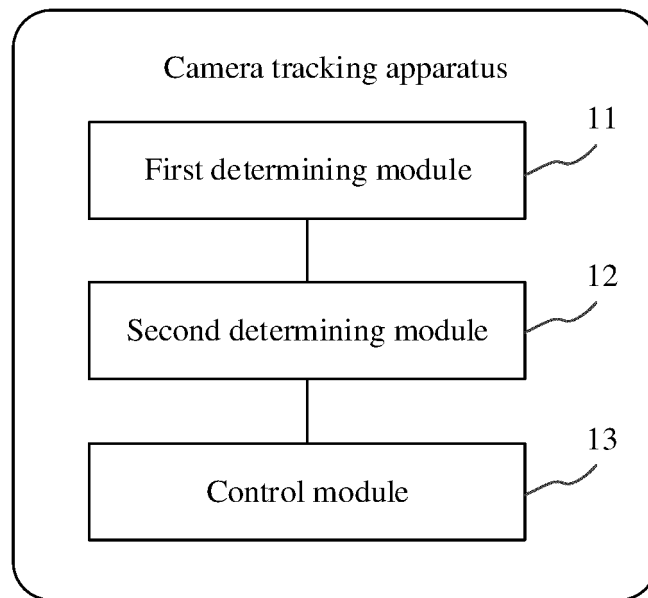 Camera tracking apparatus
11
First determining module
12
Second determining module
13
Control module